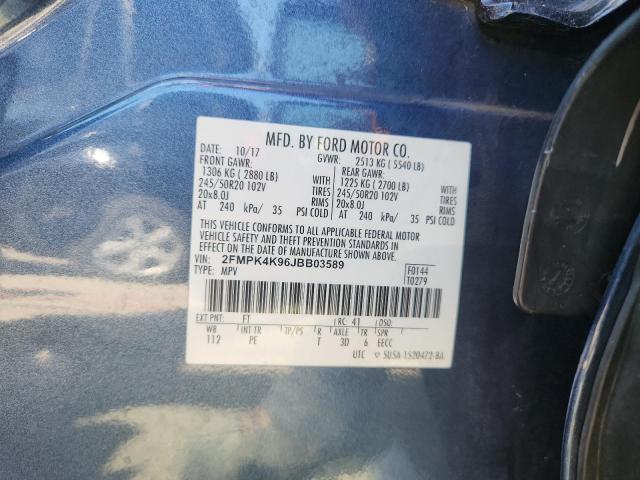 MFD. BY FORD MOTOR CO.
DATE: 10/17 GVWR: 2513 KG ( 5540 LB)
FRONT GAWR: REAR GAWR:
1306 KG ( 2880 LB) WITH 1225 KG ( 2700 LB) WITH
245/50R20 102V TIRES 245/50R20 102V TIRES
20x8.0J RIMS 20x8.0J RIMS
AT 240 kPa/ 35 PSI COLD AT 240 kPa/ 35 PSI COLD
THIS VEHICLE CONFORMS TO ALL APPLICABLE FEDERAL MOTOR
VEHICLE SAFETY AND THEFT PREVENTION STANDARDS IN
EFFECT ON THE DATE OF MANUFACTURE SHOWN ABOVE.
VIN: 2FMPK4K96JBB03589 F0144
TYPE: MPV T0279
EXT PNT: FT RC: 41 DSO:
WB INT TR TP/PS R AXLE TR SPR
112 PE T 3D 6 EECC
UTC 5U5A-1520472-BA